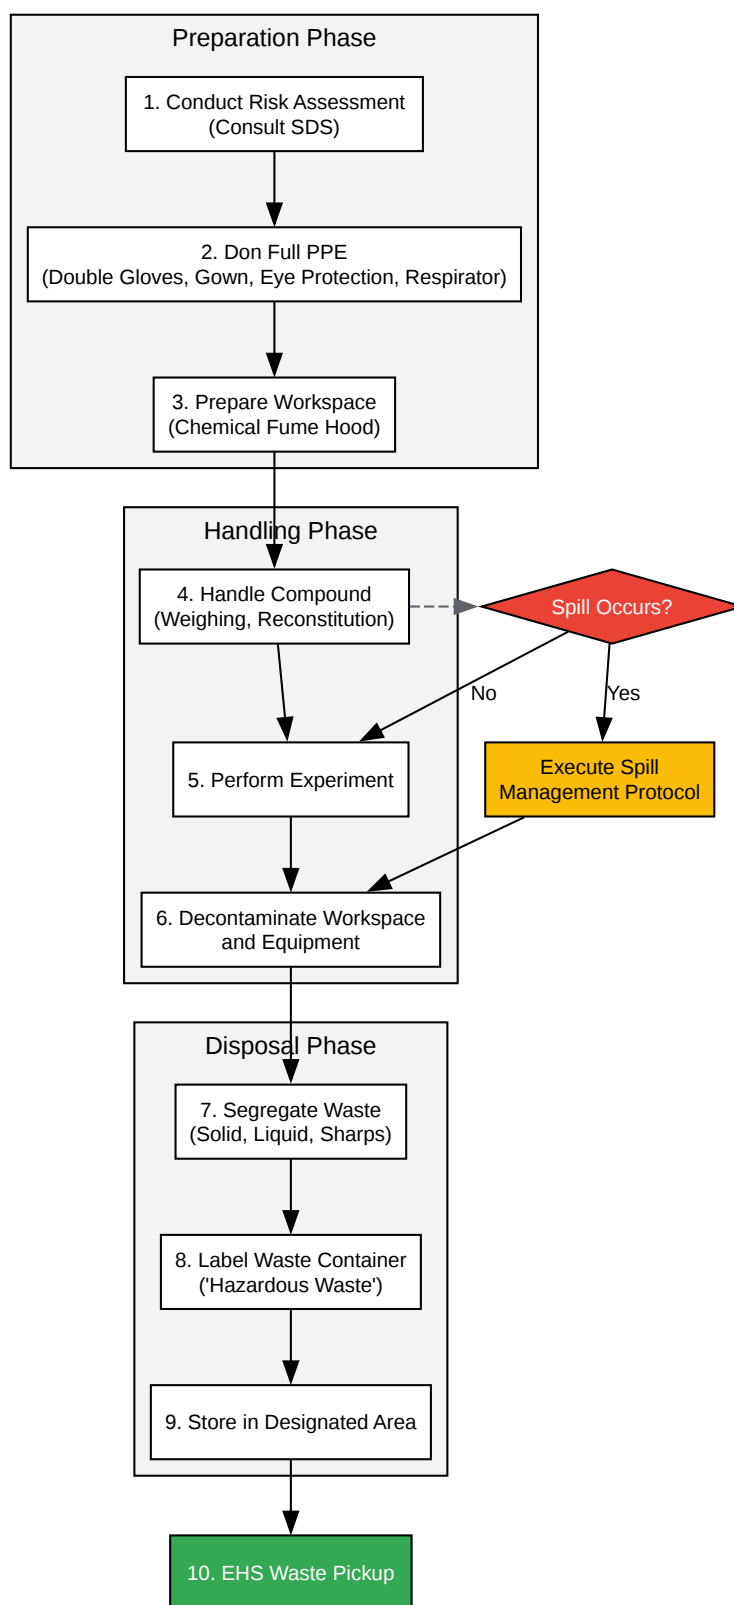 Preparation Phase
1. Conduct Risk Assessment
(Consult SDS)
2. Don Full PPE
(Double Gloves, Gown, Eye Protection, Respirator)
3. Prepare Workspace
(Chemical Fume Hood)
Handling Phase
4. Handle Compound
(Weighing, Reconstitution)
Spill Occurs?
No
Yes
5. Perform Experiment
Execute Spill
Management Protocol
6. Decontaminate Workspace
and Equipment
Disposal Phase
7. Segregate Waste
(Solid, Liquid, Sharps)
8. Label Waste Container
('Hazardous Waste')
9. Store in Designated Area
10. EHS Waste Pickup